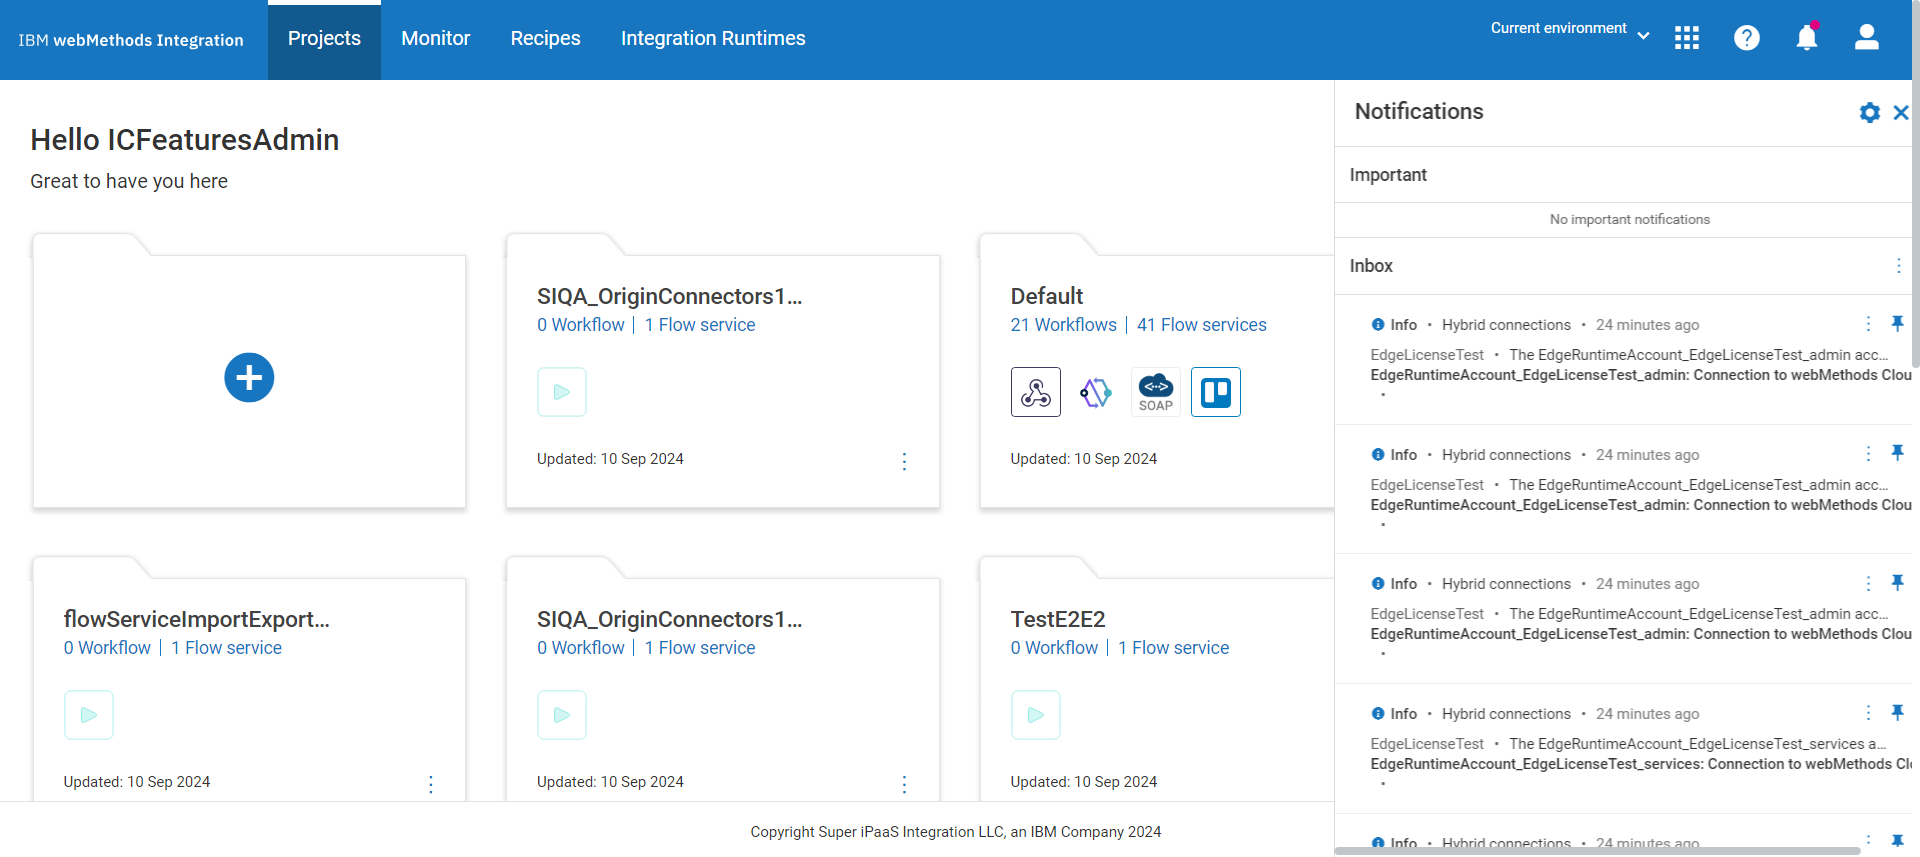 IBM webMethods Integration
Projects
Monitor
Recipes
Integration Runtimes
Current environment
Hello ICFeaturesAdmin
Great to have you here
SIQA_OriginConnectors1...
0 Workflow | 1 Flow service
Updated: 10 Sep 2024
Default
21 Workflows | 41 Flow services
SOAP
Updated: 10 Sep 2024
flowServiceImportExport...
0 Workflow | 1 Flow service
Updated: 10 Sep 2024
SIQA_OriginConnectors1...
0 Workflow | 1 Flow service
Updated: 10 Sep 2024
TestE2E2
0 Workflow | 1 Flow service
Updated: 10 Sep 2024
Notifications
Important
No important notifications
Inbox
Info • Hybrid connections • 24 minutes ago
EdgeLicenseTest • The EdgeRuntimeAccount_EdgeLicenseTest_admin acc...
EdgeRuntimeAccount_EdgeLicenseTest_admin: Connection to webMethods Clou
•
Info • Hybrid connections • 24 minutes ago
EdgeLicenseTest • The EdgeRuntimeAccount_EdgeLicenseTest_admin acc...
EdgeRuntimeAccount_EdgeLicenseTest_admin: Connection to webMethods Clou
•
Info • Hybrid connections • 24 minutes ago
EdgeLicenseTest • The EdgeRuntimeAccount_EdgeLicenseTest_admin acc...
EdgeRuntimeAccount_EdgeLicenseTest_admin: Connection to webMethods Clou
•
Info • Hybrid connections • 24 minutes ago
EdgeLicenseTest • The EdgeRuntimeAccount_EdgeLicenseTest_services a...
EdgeRuntimeAccount_EdgeLicenseTest_services: Connection to webMethods Cl
•
Info • Hybrid connections • 24 minutes ago
Copyright Super iPaaS Integration LLC, an IBM Company 2024